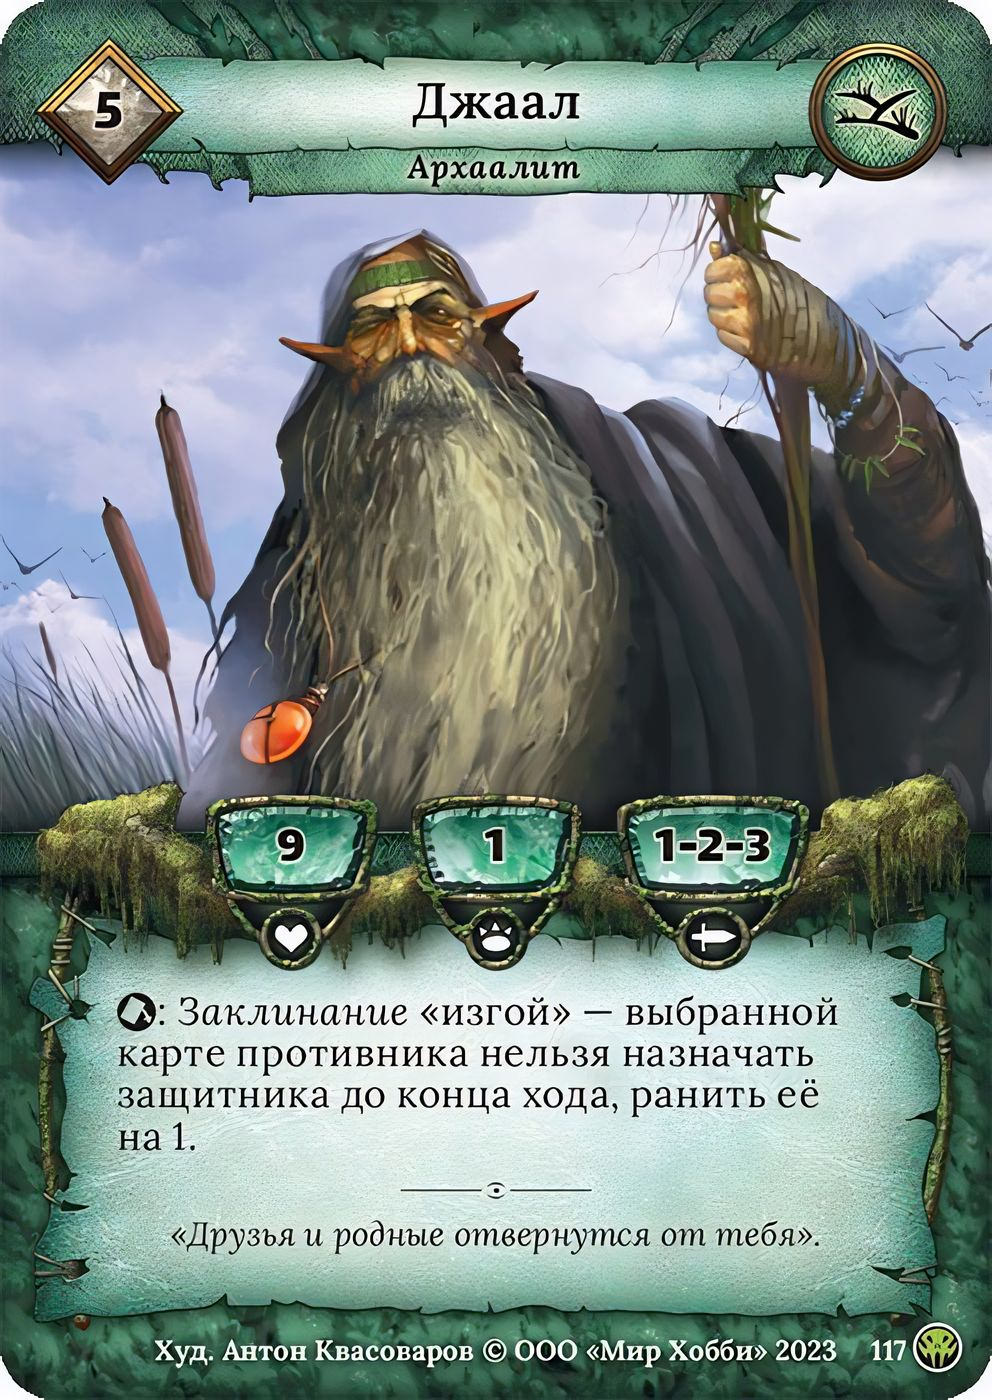 5
Джаал
Архаалит
9
1
1-2-3
: Заклинание «изгой» — выбранной
карте противника нельзя назначать
защитника до конца хода, ранить её
на 1.
«Друзья и родные отвернутся от тебя».
Худ. Антон Квасоваров © ООО «Мир Хобби» 2023 117